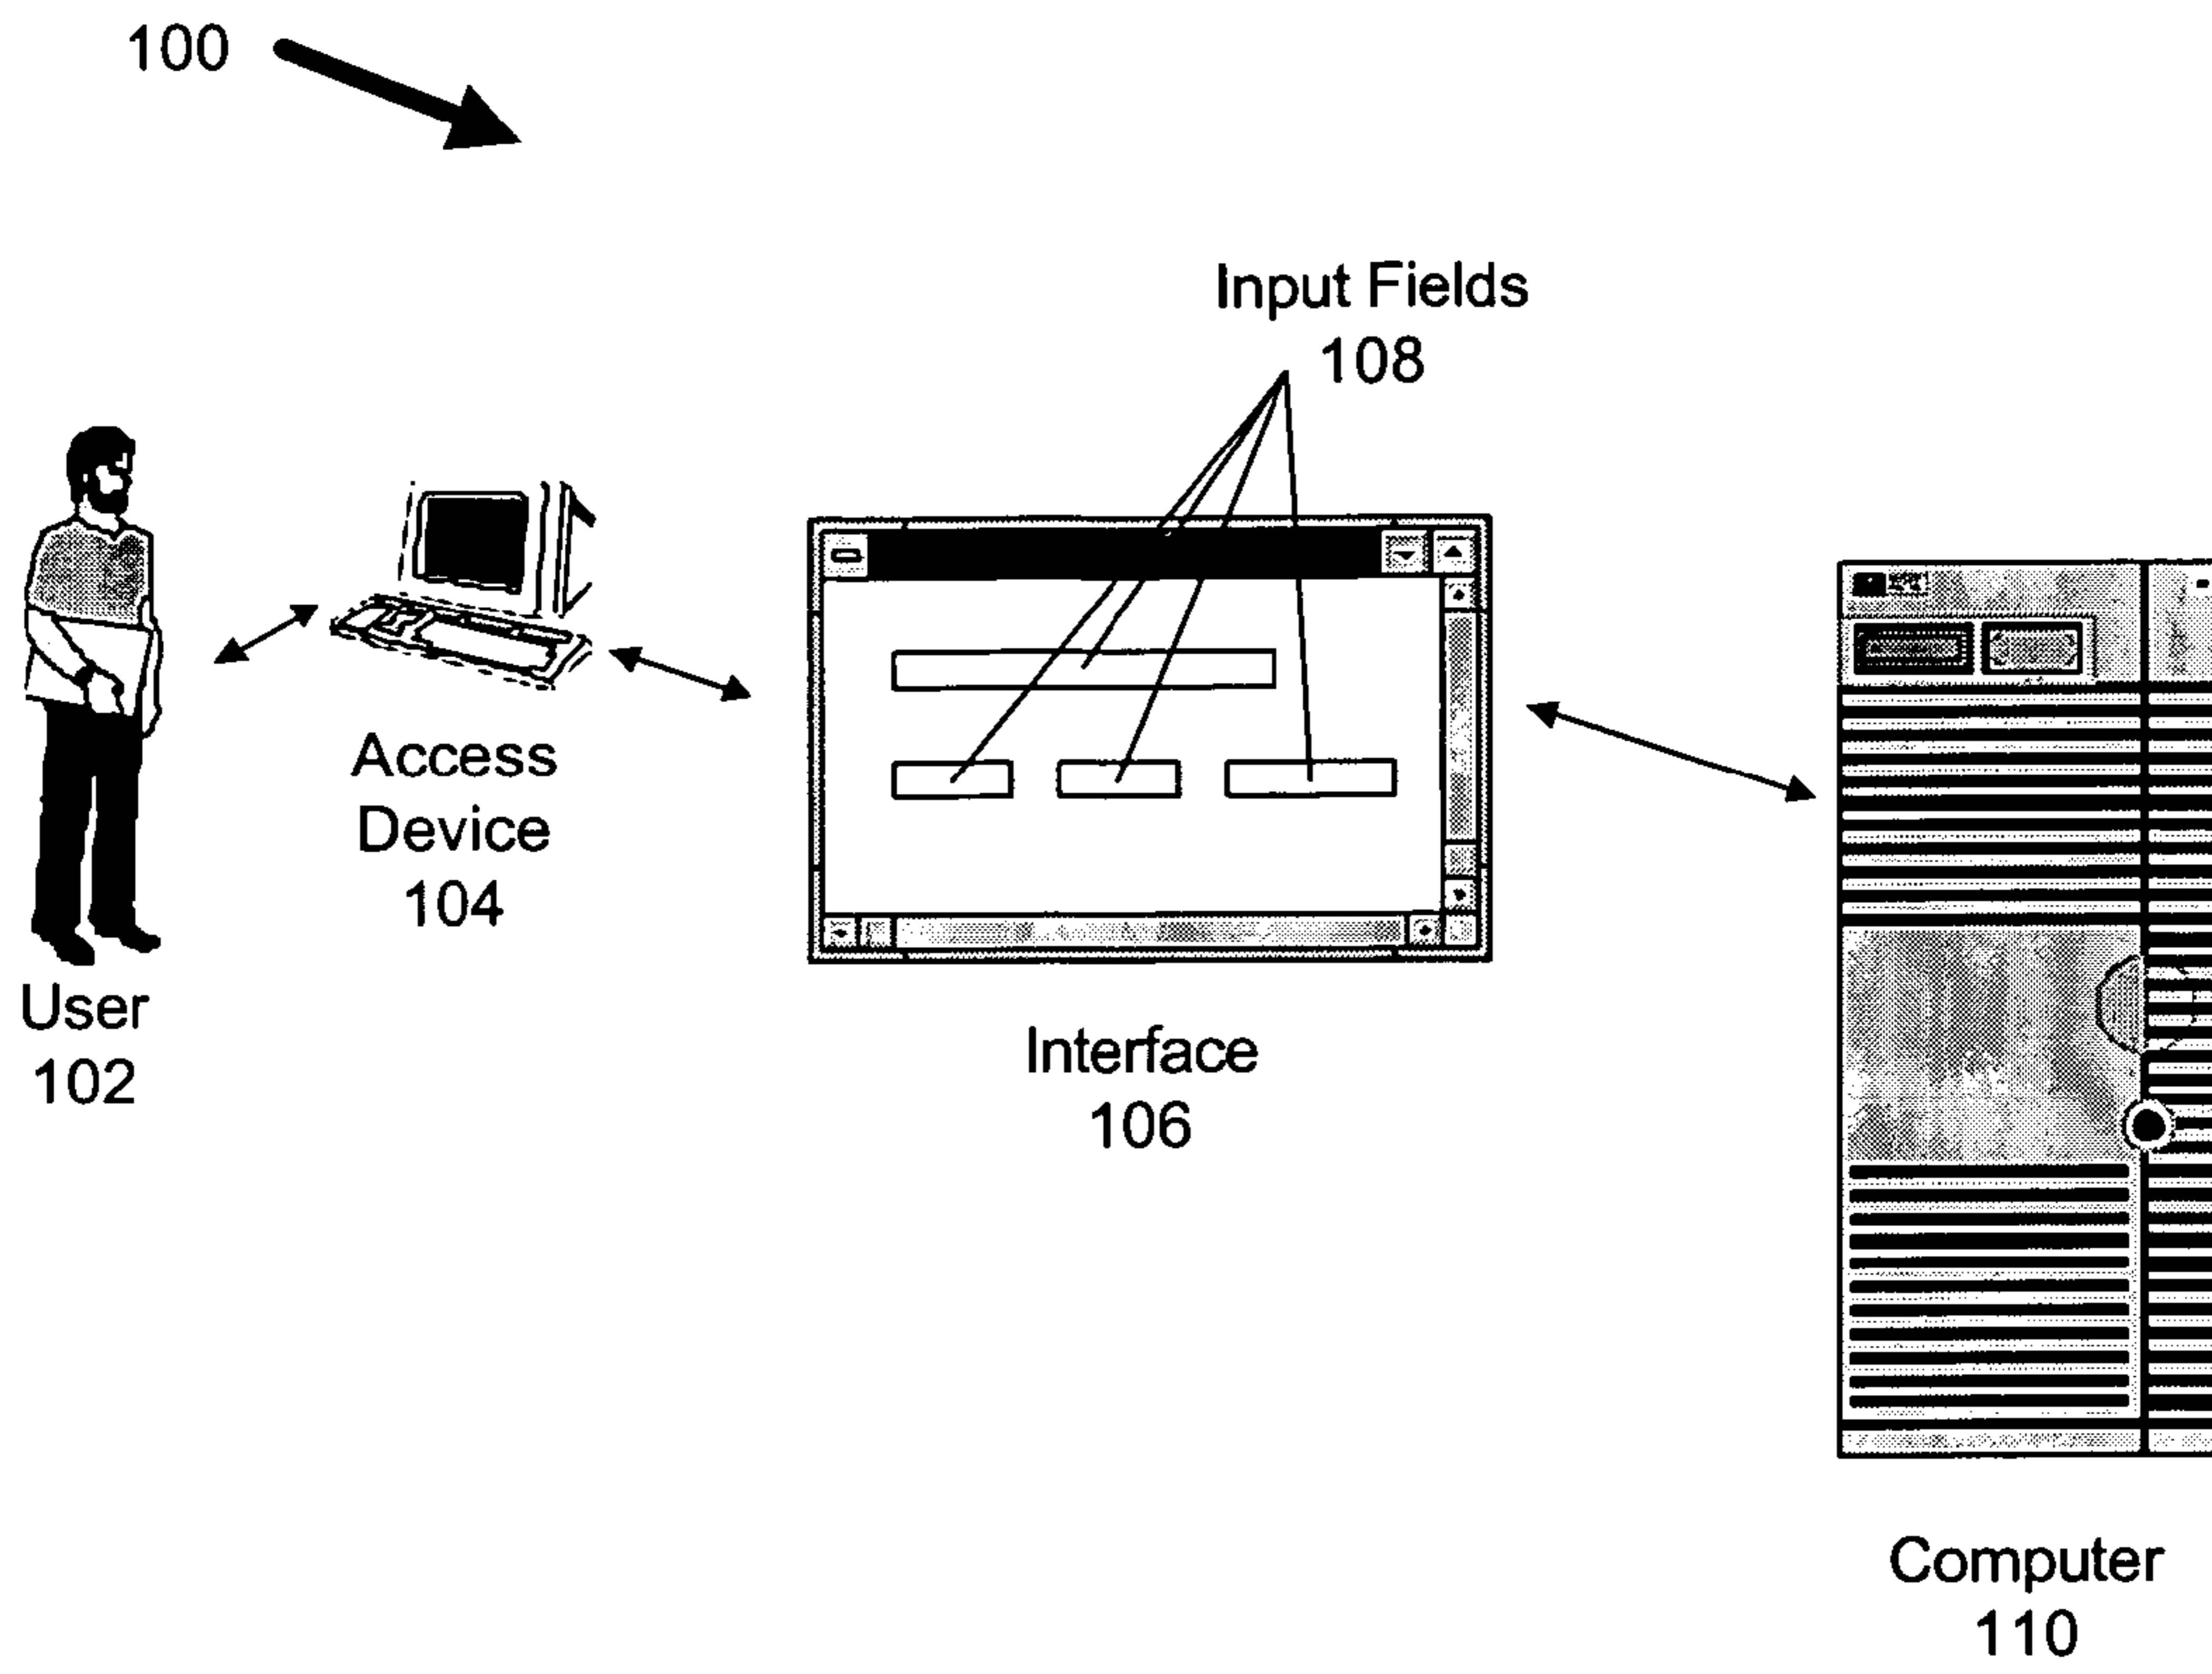 100
Input Fields
108
Access
Device
104
User
102
Interface
106
Computer
110